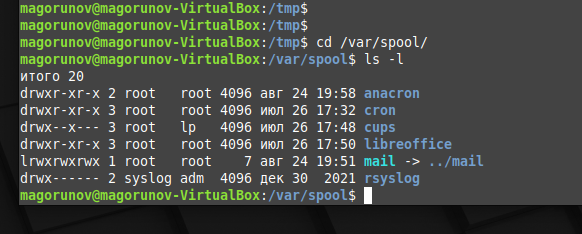 magorunov@magorunov-VirtualBox:/tmp$
magorunov@magorunov-VirtualBox:/tmp$
magorunov@magorunov-VirtualBox:/tmp$ cd /var/spool/
magorunov@magorunov-VirtualBox:/var/spool$ ls -l
итого 20
drwxr-xr-x 2 root   root 4096 авг 24 19:58 anacron
drwxr-xr-x 3 root   root 4096 июл 26 17:32 cron
drwx--x--- 3 root   lp   4096 июл 26 17:48 cups
drwxr-xr-x 3 root   root 4096 июл 26 17:50 libreoffice
lrwxrwxrwx 1 root   root    7 авг 24 19:51 mail -> ../mail
drwx------ 2 syslog adm  4096 дек 30  2021 rsyslog
magorunov@magorunov-VirtualBox:/var/spool$